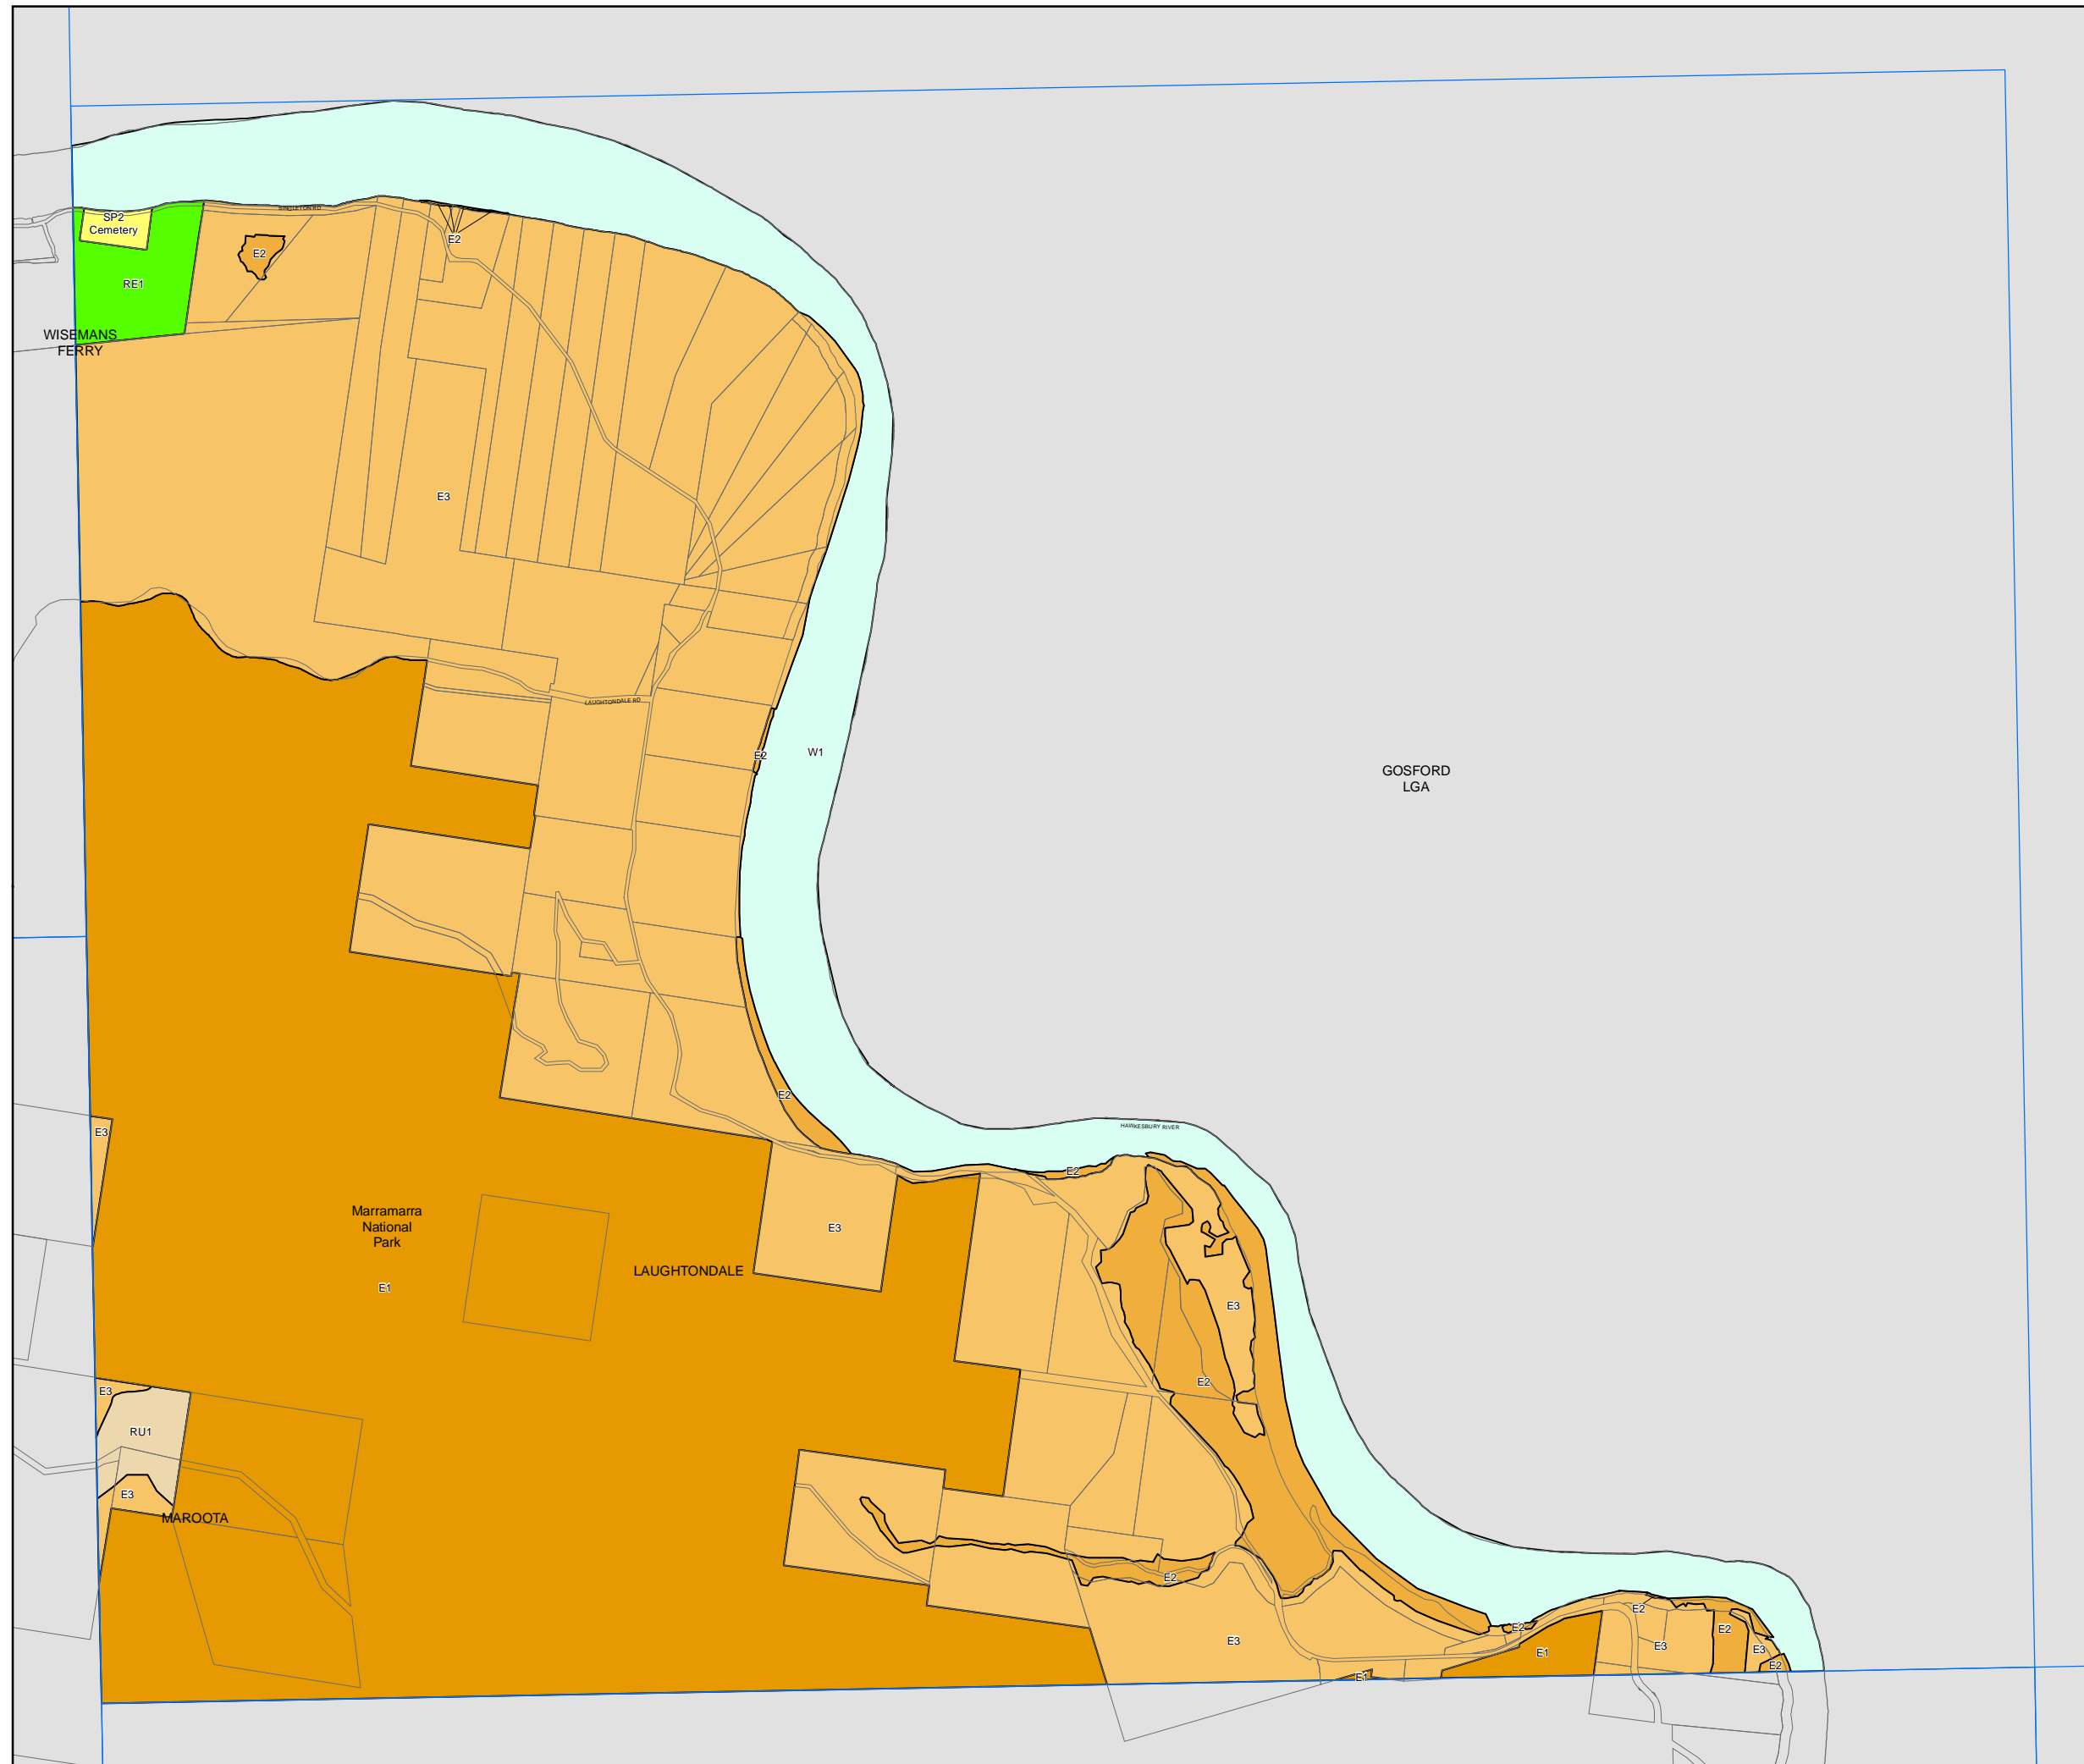 SINGLETON RD
SP2
Cemetery
E2
E2
RE1
WISEMANS
FERRY
E3
LAUGHTONDALE RD
E2
W1
GOSFORD
LGA
E2
HAWKESBURY RIVER
E3
E2
Marramarra
National
Park
E3
LAUGHTONDALE
E1
E3
E2
E3
RU1
E3
MAROOTA
E2
E3
E2
E2
E2
E3
E3
E1
E2
E1